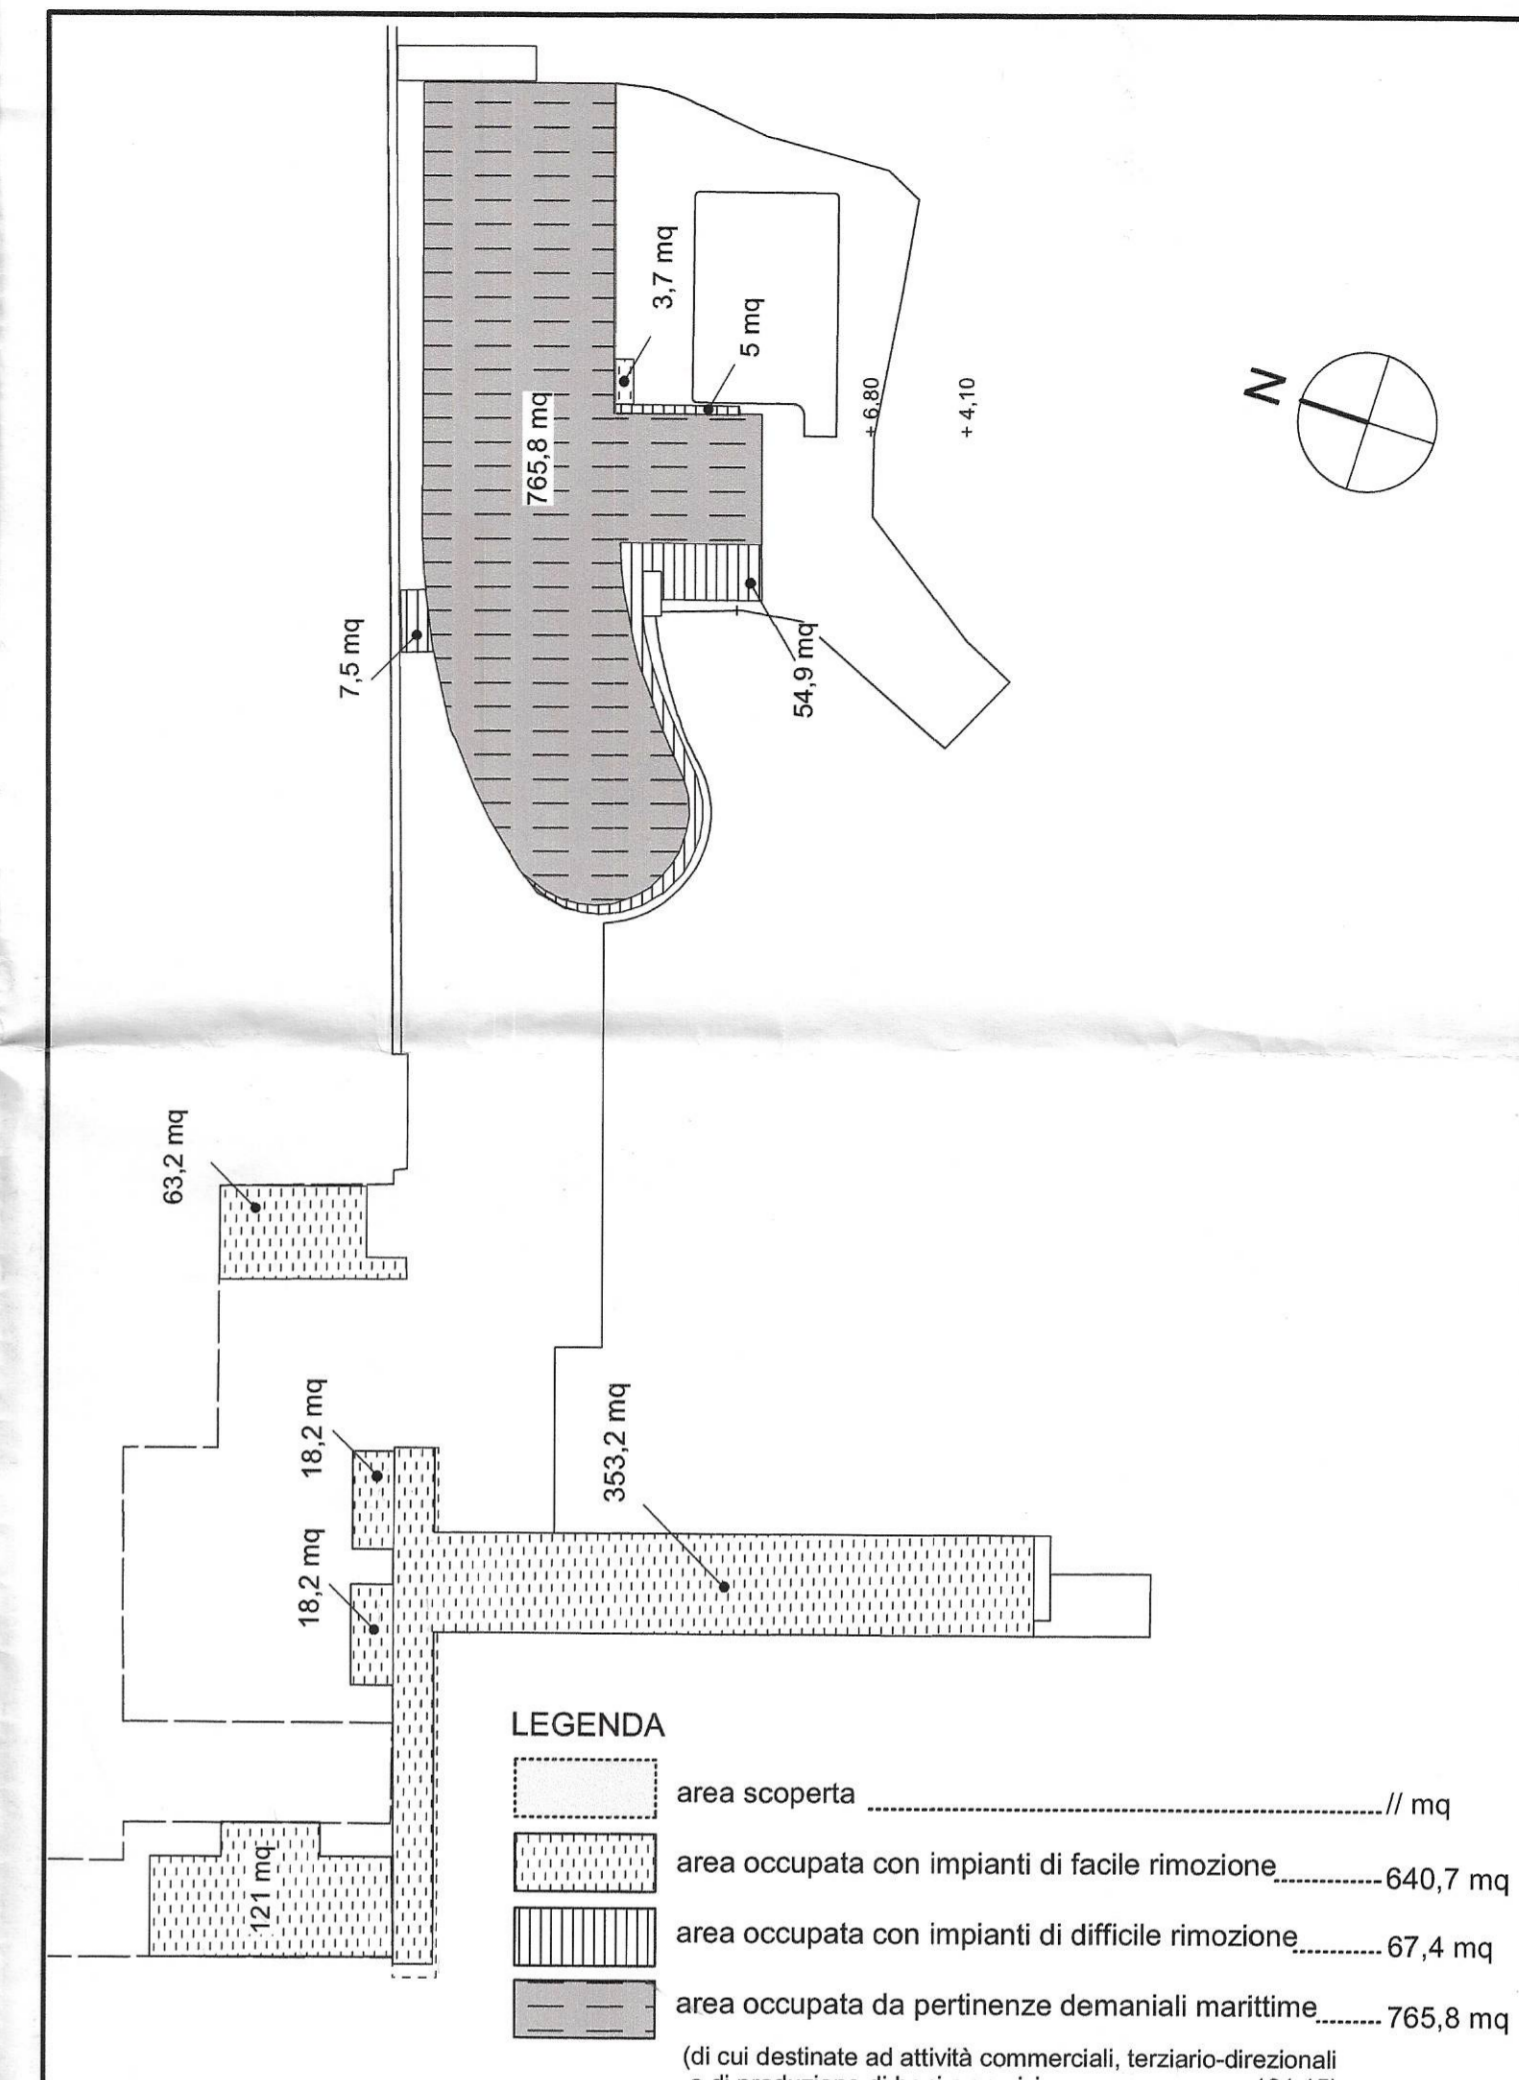 3,7 mq
5 mq
765,8 mq
+ 6,80
+ 4,10
N
7,5 mq
54,9 mq
63,2 mq
18,2 mq
353,2 mq
18,2 mq
121 mq
LEGENDA
area scoperta ........ // mq
area occupata con impianti di facile rimozione ........ 640,7 mq
area occupata con impianti di difficile rimozione ........ 67,4 mq
area occupata da pertinenze demaniali marittime ........ 765,8 mq
(di cui destinate ad attività commerciali, terziario-direzionali